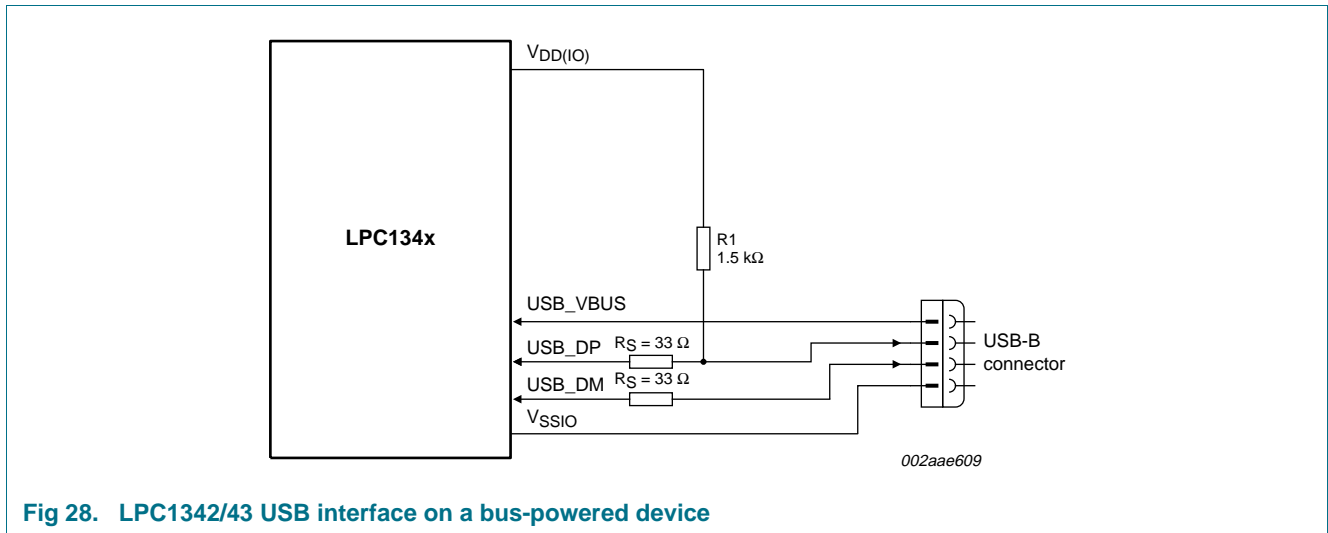 VDD(IO)
LPC134x
R1
1.5 kΩ
USB_VBUS
USB_DP
RS = 33 Ω
USB_DM
RS = 33 Ω
VSSIO
USB-B
connector
002aae609
Fig 28. LPC1342/43 USB interface on a bus-powered device